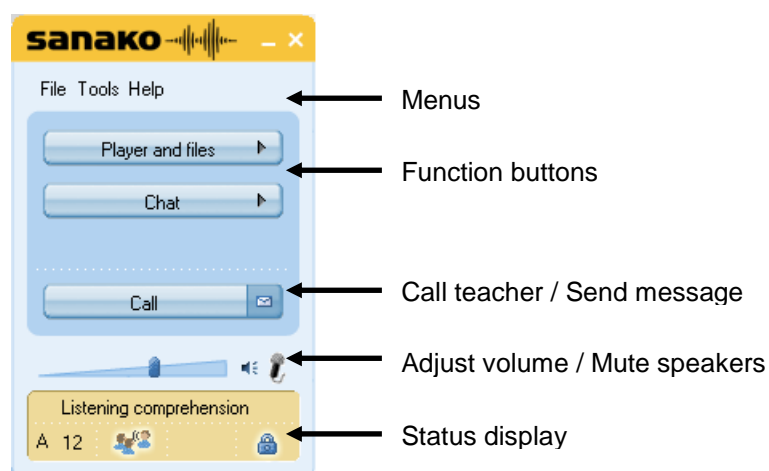 sanako
File Tools Help
Menus
Player and files
Function buttons
Chat
Call
Call teacher / Send message
Adjust volume / Mute speakers
Listening comprehension
A 12
Status display